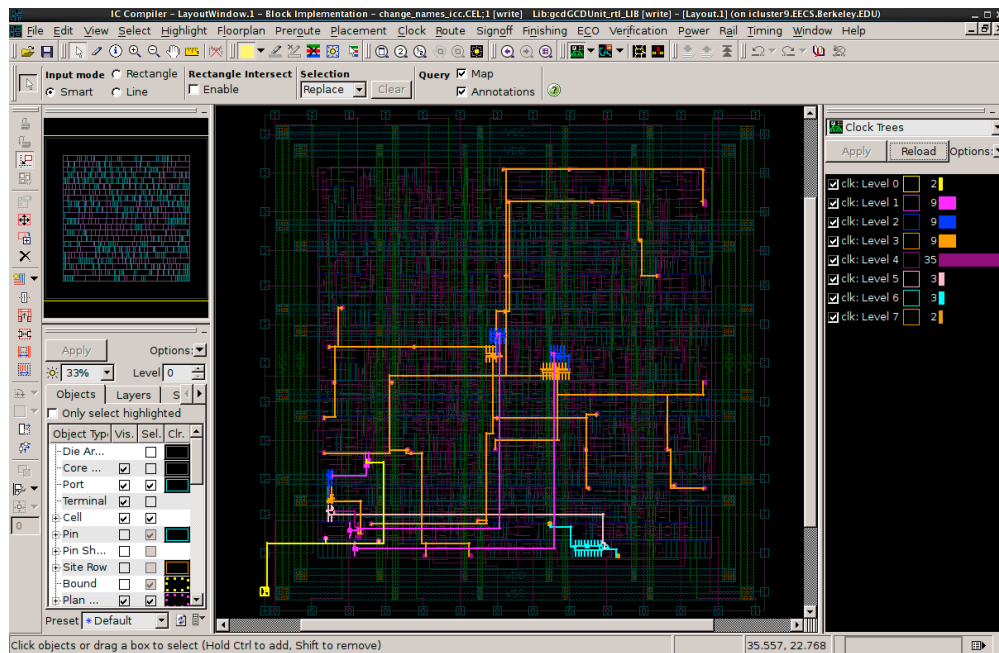 IC Compiler - LayoutWindow.1 - Block Implementation - change_names_icc.CEL;1 [write] Lib:gcdGCDUnit_rtl_LIB [write] - [Layout.1] (on icluster9.EECS.Berkeley.EDU)
File Edit View Select Highlight Floorplan Preroute Placement Clock Route Signoff Finishing ECO Verification Power Rail Timing Window Help
Input mode Rectangle Rectangle Intersect Selection Query Map
Smart Line Enable Replace Clear Annotations
Clock Trees
Apply Reload Options:
clk: Level 0 2
clk: Level 1 9
clk: Level 2 9
clk: Level 3 9
clk: Level 4 35
clk: Level 5 3
clk: Level 6 3
clk: Level 7 2
VSS
VDD
VDD
VSS
Apply Options:
33% Level 0
Objects Layers S
Only select highlighted
Object Typ Vis. Sel. Clr.
Die Ar...
Core ...
Port
Terminal
Cell
Pin
Pin Sh...
Site Row
Bound
Plan ...
Preset Default
0
Click objects or drag a box to select (Hold Ctrl to add, Shift to remove)
35.557, 22.768